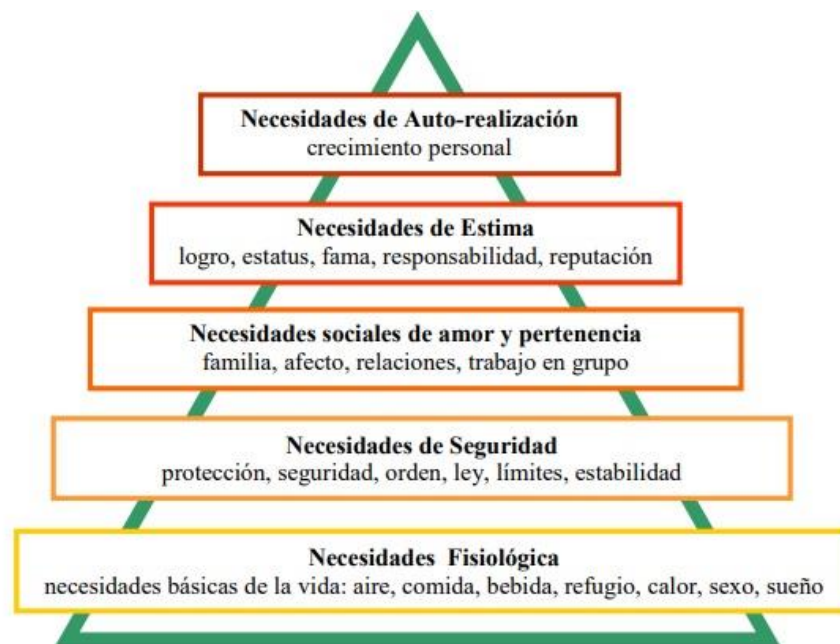 Necesidades de Auto-realización
crecimiento personal
Necesidades de Estima
logro, estatus, fama, responsabilidad, reputación
Necesidades sociales de amor y pertenencia
familia, afecto, relaciones, trabajo en grupo
Necesidades de Seguridad
protección, seguridad, orden, ley, límites, estabilidad
Necesidades Fisiológica
necesidades básicas de la vida: aire, comida, bebida, refugio, calor, sexo, sueño